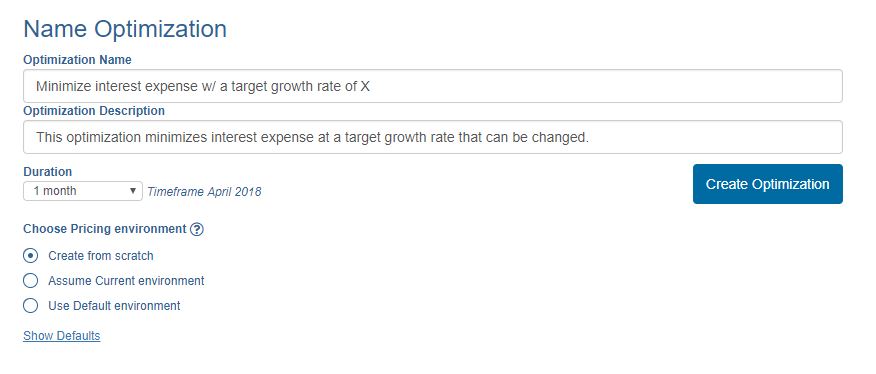 Name Optimization
Optimization Name
Minimize interest expense w/ a target growth rate of X
Optimization Description
This optimization minimizes interest expense at a target growth rate that can be changed.
Duration
1 month Timeframe April 2018
Create Optimization
Choose Pricing environment ?
Create from scratch
Assume Current environment
Use Default environment
Show Defaults